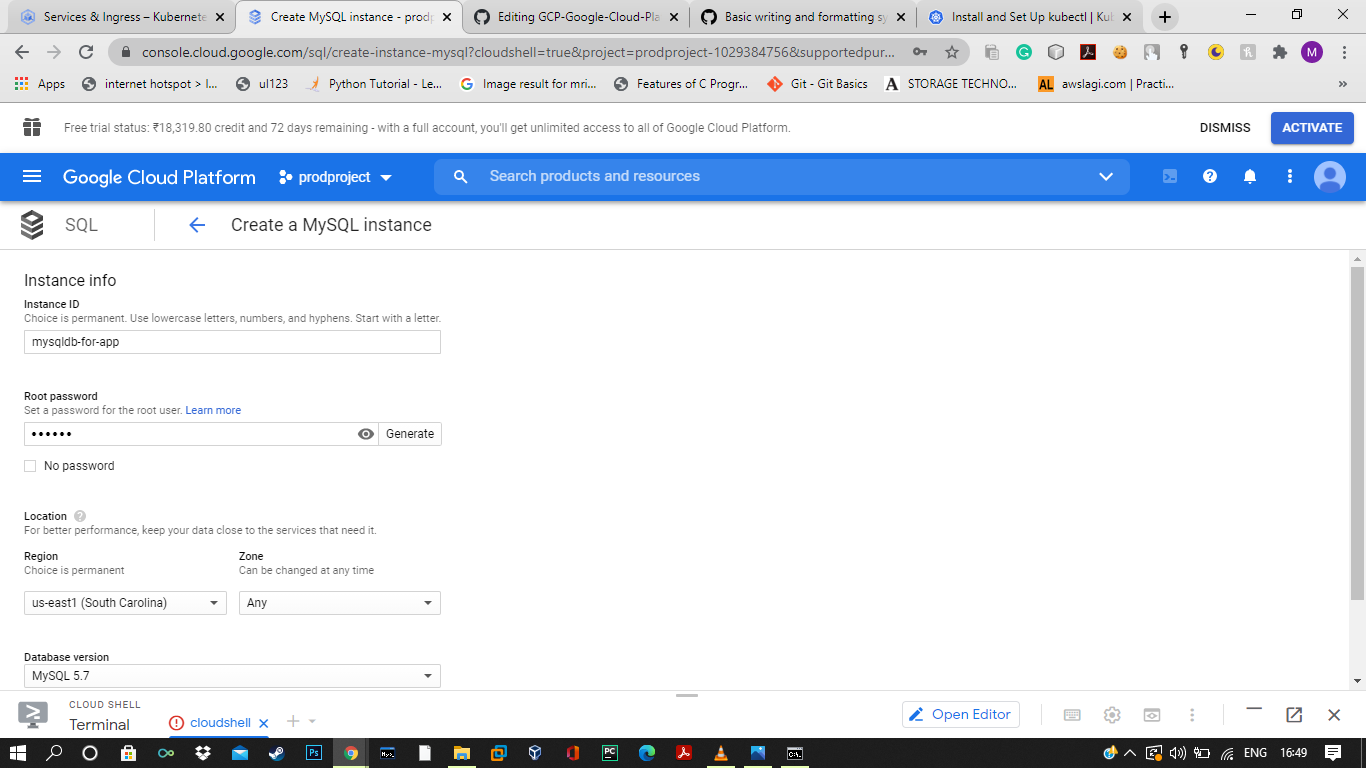 Services & Ingress – Kubernete
Create MySQL instance - prodp
Editing GCP-Google-Cloud-Pla
Basic writing and formatting sy
Install and Set Up kubectl | Kub
console.cloud.google.com/sql/create-instance-mysql?cloudshell=true&project=prodproject-1029384756&supportedpur...
M
Apps
internet hotspot > I...
ul123
Python Tutorial - Le...
G
Image result for mri...
Features of C Progr...
Git - Git Basics
A
STORAGE TECHNO...
AL
awslagi.com | Practi...
»
Free trial status: ₹18,319.80 credit and 72 days remaining - with a full account, you'll get unlimited access to all of Google Cloud Platform.
DISMISS
ACTIVATE
Google Cloud Platform
prodproject
Search products and resources
SQL
Create a MySQL instance
Instance info
Instance ID
Choice is permanent. Use lowercase letters, numbers, and hyphens. Start with a letter.
mysqldb-for-app
Root password
Set a password for the root user. Learn more
••••••
Generate
No password
Location
For better performance, keep your data close to the services that need it.
Region
Zone
Choice is permanent
Can be changed at any time
us-east1 (South Carolina)
Any
Database version
MySQL 5.7
CLOUD SHELL
Terminal
cloudshell
Open Editor
Ps
PC
ENG
16:49